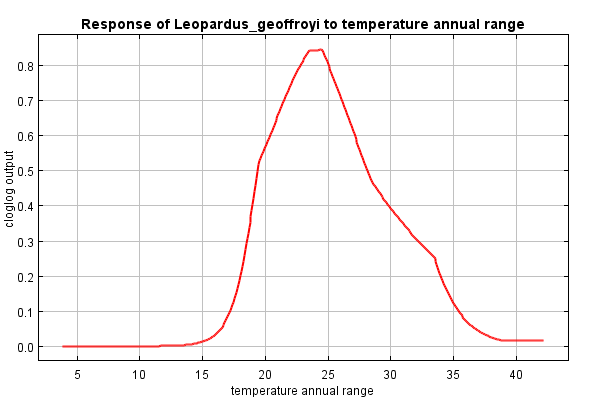 Response of Leopardus_geoffroyi to temperature annual range
0.8
0.7
0.6
0.5
0.4
0.3
0.2
0.1
0.0
cloglog output
5 10 15 20 25 30 35 40
temperature annual range